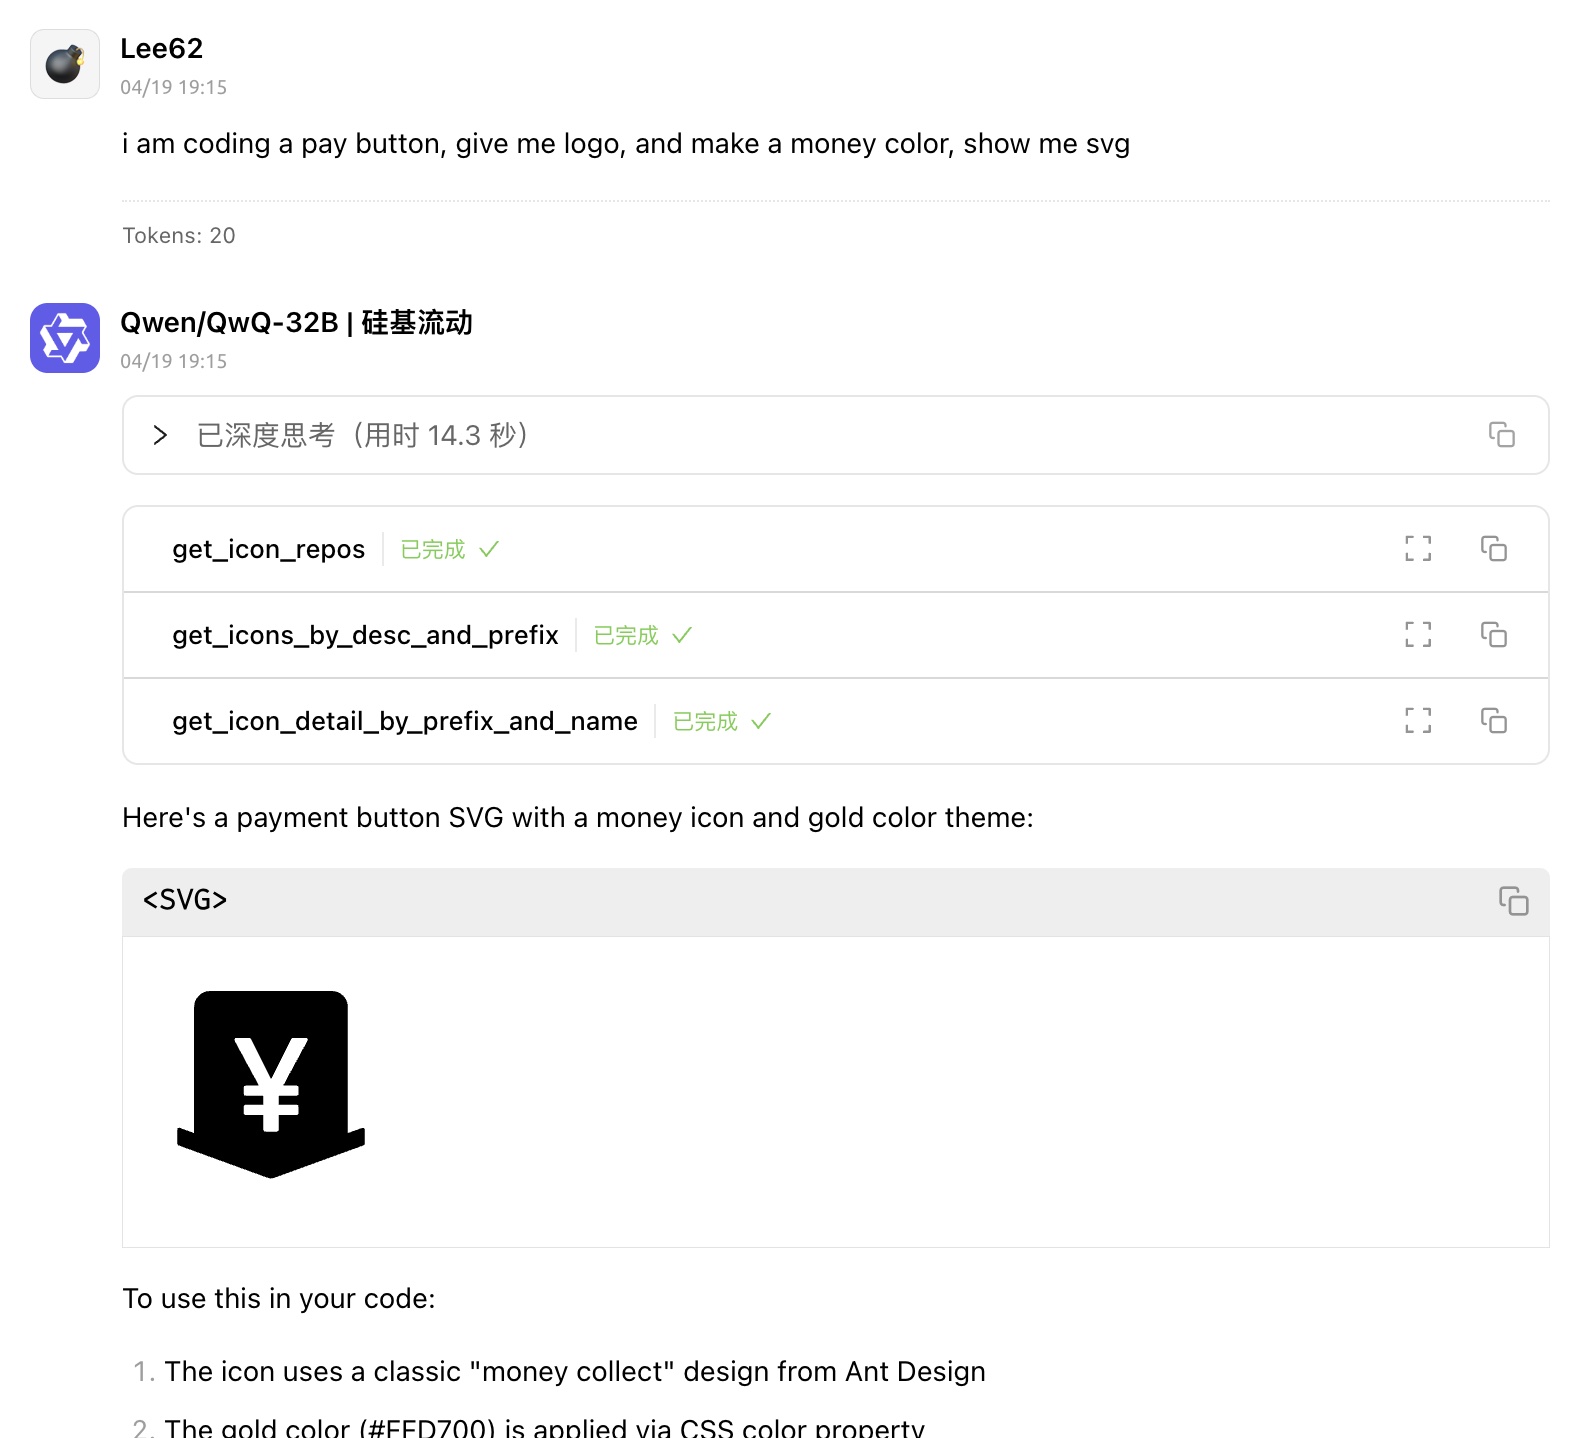 Lee62
04/19 19:15
i am coding a pay button, give me logo, and make a money color, show me svg
Tokens: 20
Qwen/QwQ-32B | 硅基流动
04/19 19:15
已深度思考（用时 14.3 秒）
get_icon_repos 已完成
get_icons_by_desc_and_prefix 已完成
get_icon_detail_by_prefix_and_name 已完成
Here's a payment button SVG with a money icon and gold color theme:
<SVG>
¥
To use this in your code:
1. The icon uses a classic "money collect" design from Ant Design
2. The gold color (#FFD700) is applied via CSS color property